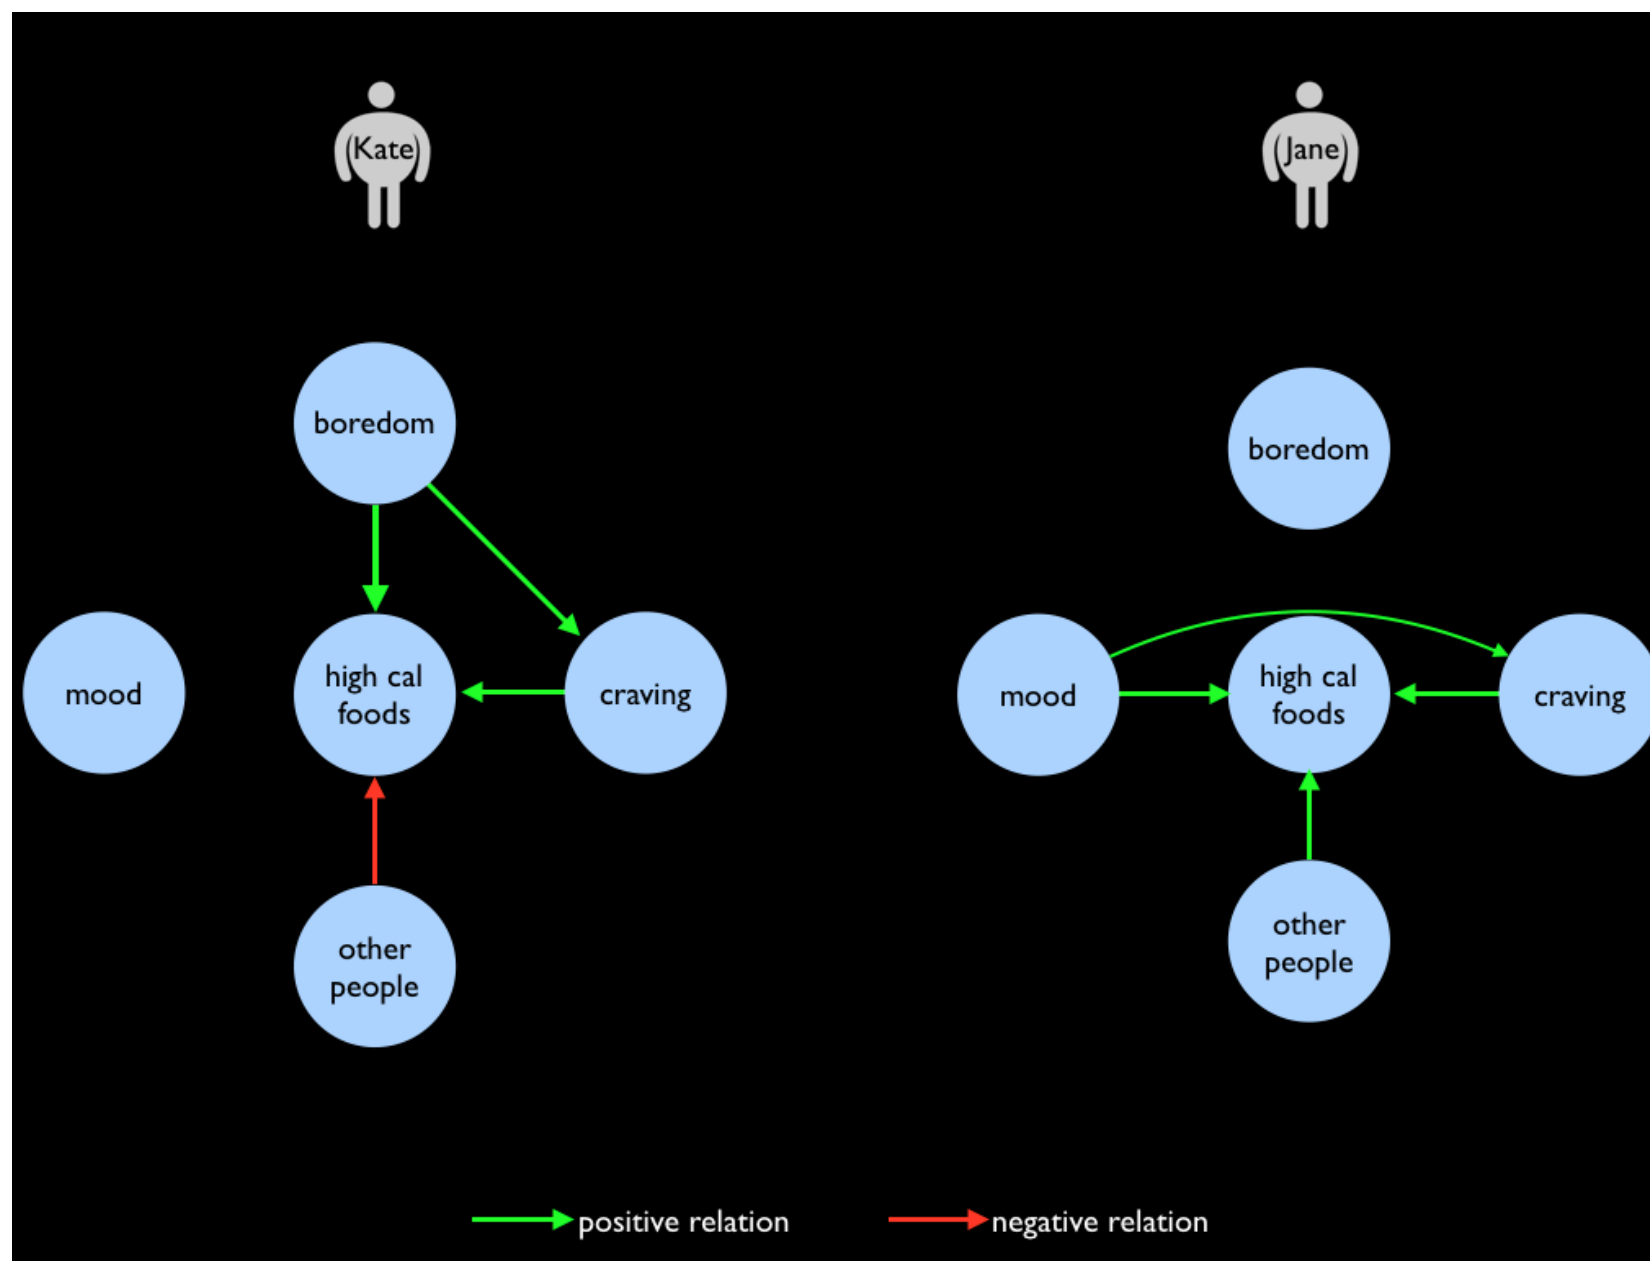 Kate
Jane
boredom
boredom
mood
high cal
foods
craving
mood
high cal
foods
craving
other
people
other
people
positive relation
negative relation